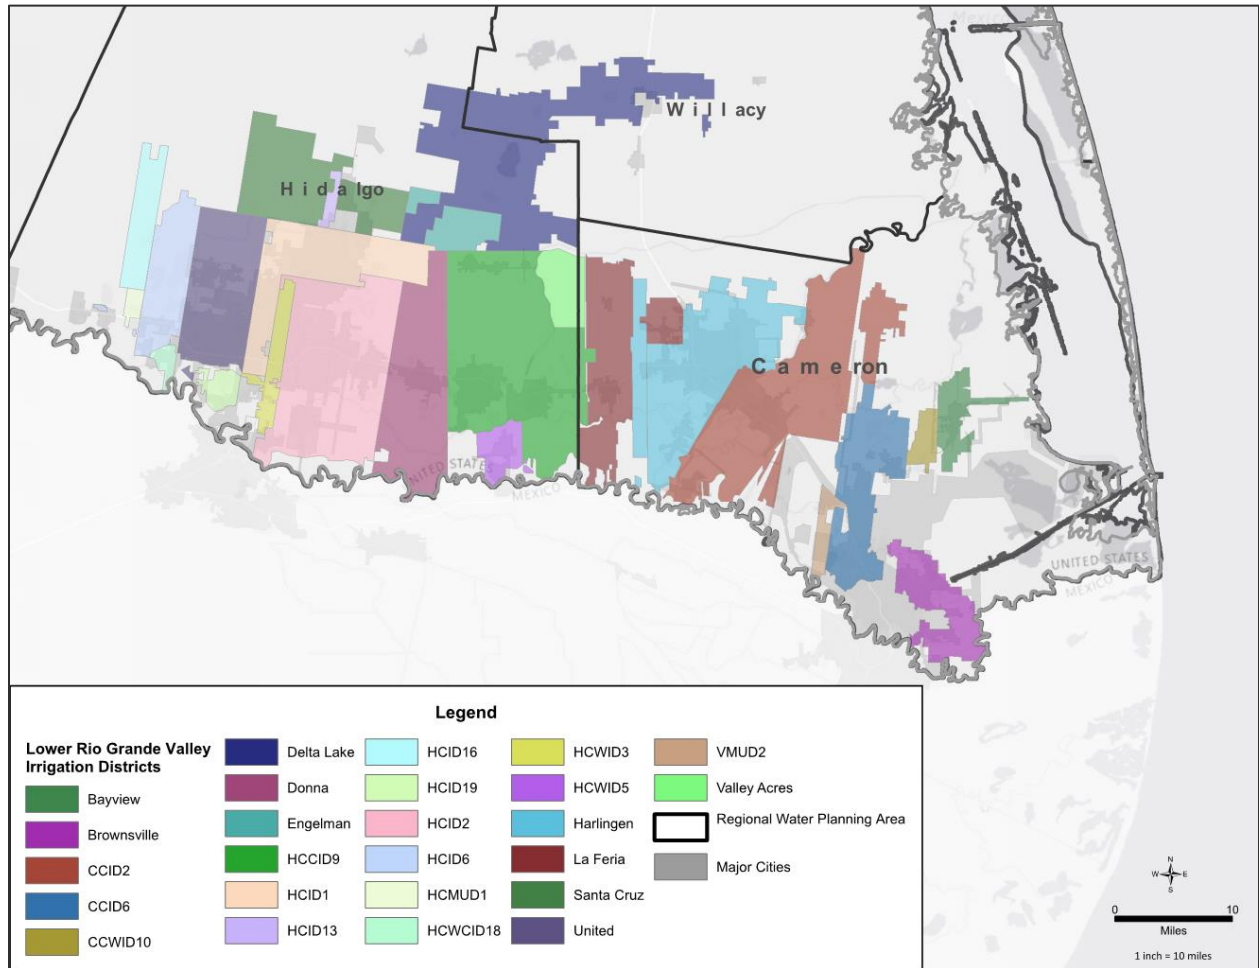 Mexico
Willacy
Hidalgo
Cameron
UNITED STATES
MEXICO
UNITED STATES
MEXICO
Legend
Lower Rio Grande Valley
Irrigation Districts
Bayview
Brownsville
CCID2
CCID6
CCWID10
Delta Lake
Donna
Engelman
HCCID9
HCID1
HCID13
HCID16
HCID19
HCID2
HCID6
HCMUD1
HCWCID18
HCWID3
HCWID5
Harlingen
La Feria
Santa Cruz
United
VMUD2
Valley Acres
Regional Water Planning Area
Major Cities
N
W E
S
0 10
Miles
1 inch = 10 miles